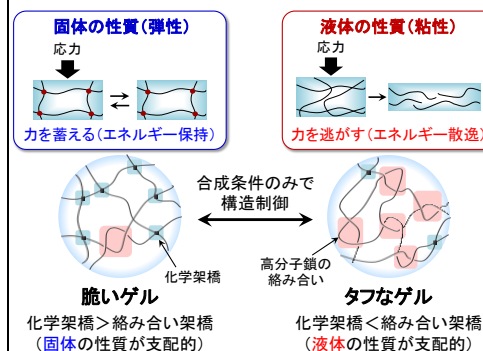 固体の性質(弾性)
応力
力を蓄える(エネルギー保持)
液体の性質(粘性)
応力
力を逃がす(エネルギー散逸)
合成条件のみで
構造制御
化学架橋
高分子鎖の
絡み合い
脆いゲル
化学架橋＞絡み合い架橋
(固体の性質が支配的)
タフなゲル
化学架橋＜絡み合い架橋
(液体の性質が支配的)